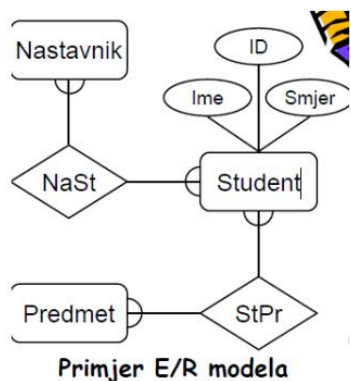 Nastavnik
ID
Ime
Smjer
NaSt
Student
Predmet
StPr
Primjer E/R modela